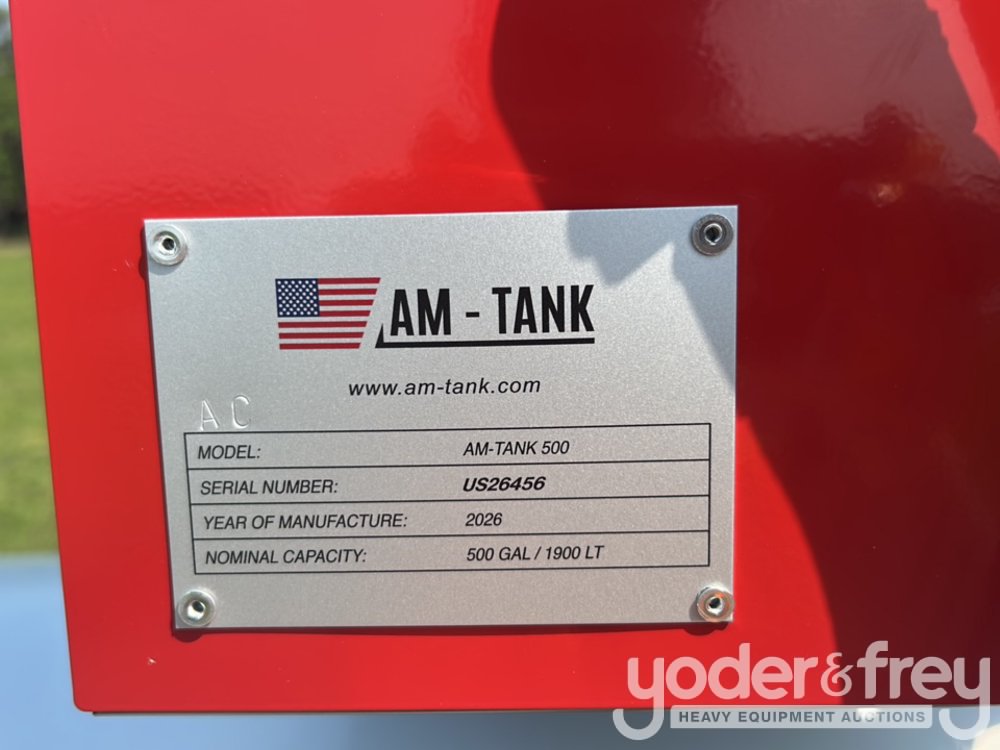 AM - TANK
www.am-tank.com
AC
MODEL: AM-TANK 500
SERIAL NUMBER: US26456
YEAR OF MANUFACTURE: 2026
NOMINAL CAPACITY: 500 GAL / 1900 LT
yoder&frey
HEAVY EQUIPMENT AUCTIONS